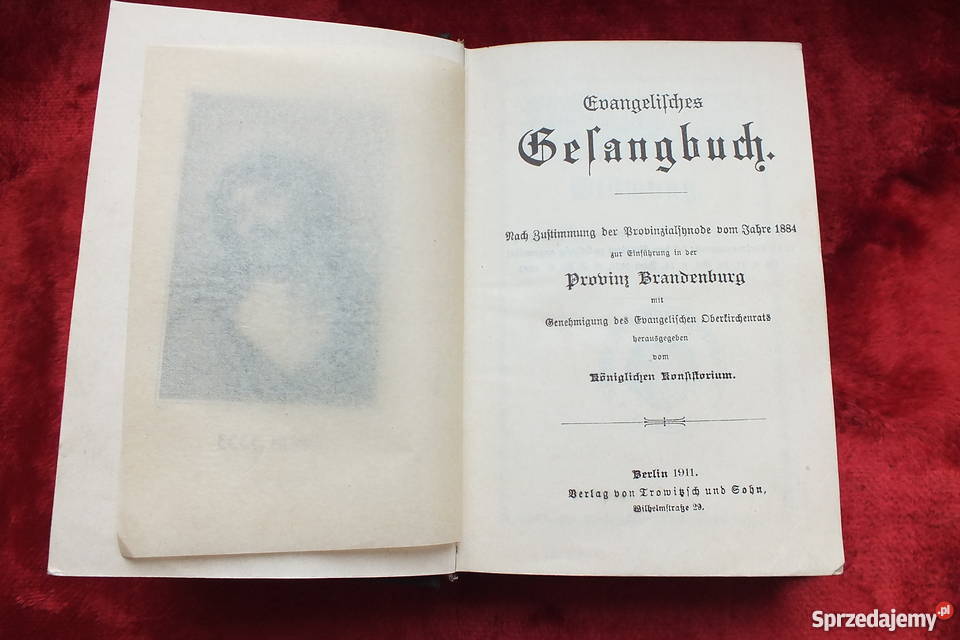 Evangeliſches
Geſangbuch.
Nach Zuſtimmung der Provinzialſynode vom Jahre 1884
zur Einführung in der
Provinz Brandenburg
mit
Genehmigung des Evangeliſchen Oberkirchenrats
herausgegeben
vom
Königlichen Konſiſtorium.
Berlin 1911.
Verlag von Trowitzſch und Sohn,
Wilhelmſtraße 29.
Sprzedajemy.pl